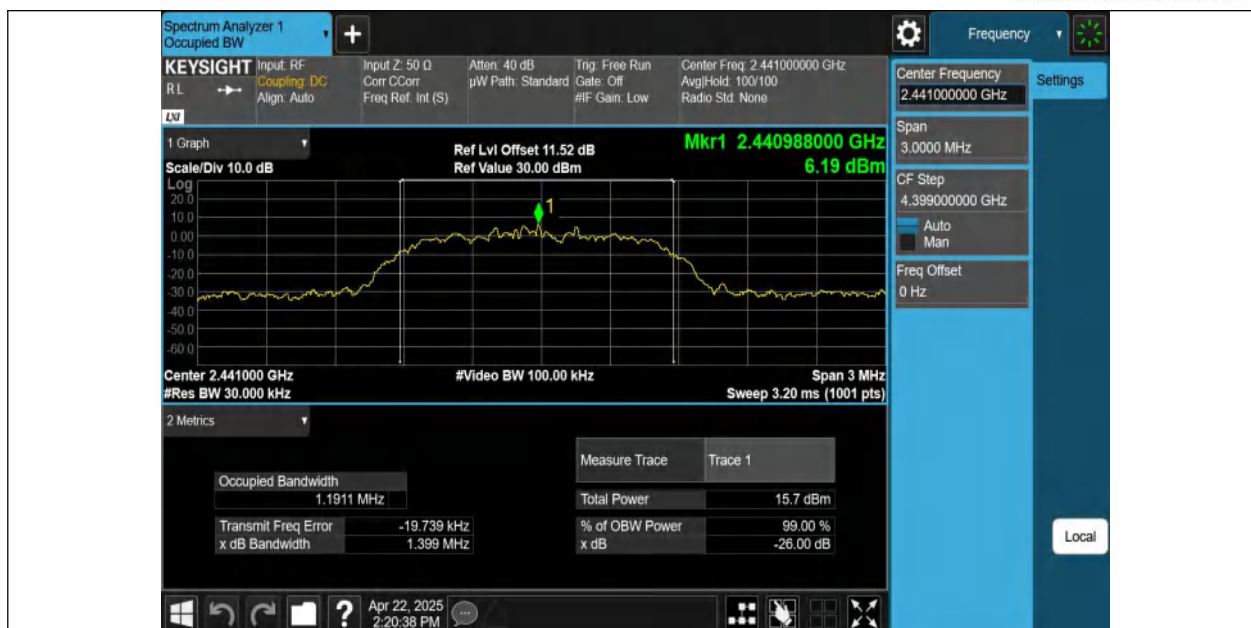 Spectrum Analyzer 1
Occupied BW
+
Frequency
KEYSIGHT
RL
LXI
Input: RF
Coupling: DC
Align: Auto
Input Z: 50 Ω
Corr CCorr
Freq Ref: Int (S)
Atten: 40 dB
µW Path: Standard
Trig: Free Run
Gate: Off
#IF Gain: Low
Center Freq: 2.441000000 GHz
Avg|Hold: 100/100
Radio Std: None
Center Frequency
2.441000000 GHz
Settings
Span
3.0000 MHz
CF Step
4.399000000 GHz
Auto
Man
Freq Offset
0 Hz
Local
1 Graph
Scale/Div 10.0 dB
Ref Lvl Offset 11.52 dB
Ref Value 30.00 dBm
Mkr1 2.440988000 GHz
6.19 dBm
Log
20.0
10.0
0.00
-10.0
-20.0
-30.0
-40.0
-50.0
-60.0
1
Center 2.441000 GHz
#Res BW 30.000 kHz
#Video BW 100.00 kHz
Span 3 MHz
Sweep 3.20 ms (1001 pts)
2 Metrics
Measure Trace Trace 1
Occupied Bandwidth
1.1911 MHz
Total Power 15.7 dBm
Transmit Freq Error -19.739 kHz
% of OBW Power 99.00 %
x dB Bandwidth 1.399 MHz
x dB -26.00 dB
?
Apr 22, 2025
2:20:38 PM